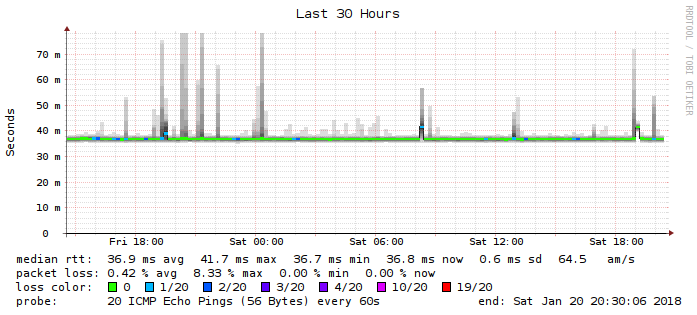 Last 30 Hours
RRDTOOL / TOBI OETIKER
Seconds
70 m
60 m
50 m
40 m
30 m
20 m
10 m
0
Fri 18:00 Sat 00:00 Sat 06:00 Sat 12:00 Sat 18:00
median rtt: 36.9 ms avg 41.7 ms max 36.7 ms min 36.8 ms now 0.6 ms sd 64.5 am/s
packet loss: 0.42 % avg 8.33 % max 0.00 % min 0.00 % now
loss color: 0 1/20 2/20 3/20 4/20 10/20 19/20
probe: 20 ICMP Echo Pings (56 Bytes) every 60s end: Sat Jan 20 20:30:06 2018